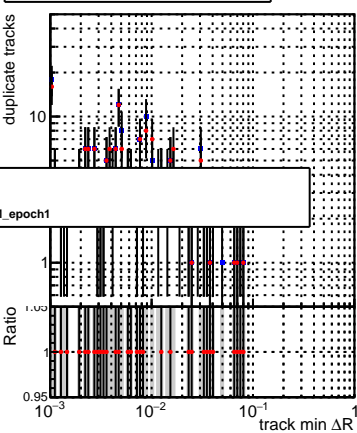 duplicate tracks
10
_epoch1
1
Ratio
1.05
1
0.95
10⁻³
10⁻²
10⁻¹
1
track min ΔR